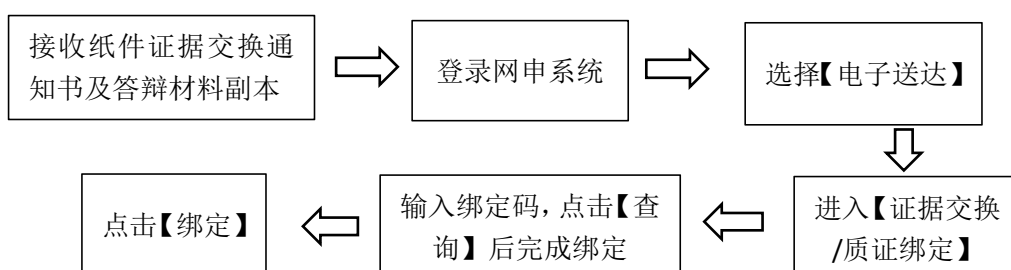 接收纸件证据交换通
知书及答辩材料副本
登录网申系统
选择【电子送达】
进入【证据交换
/质证绑定】
输入绑定码，点击【查
询】后完成绑定
点击【绑定】